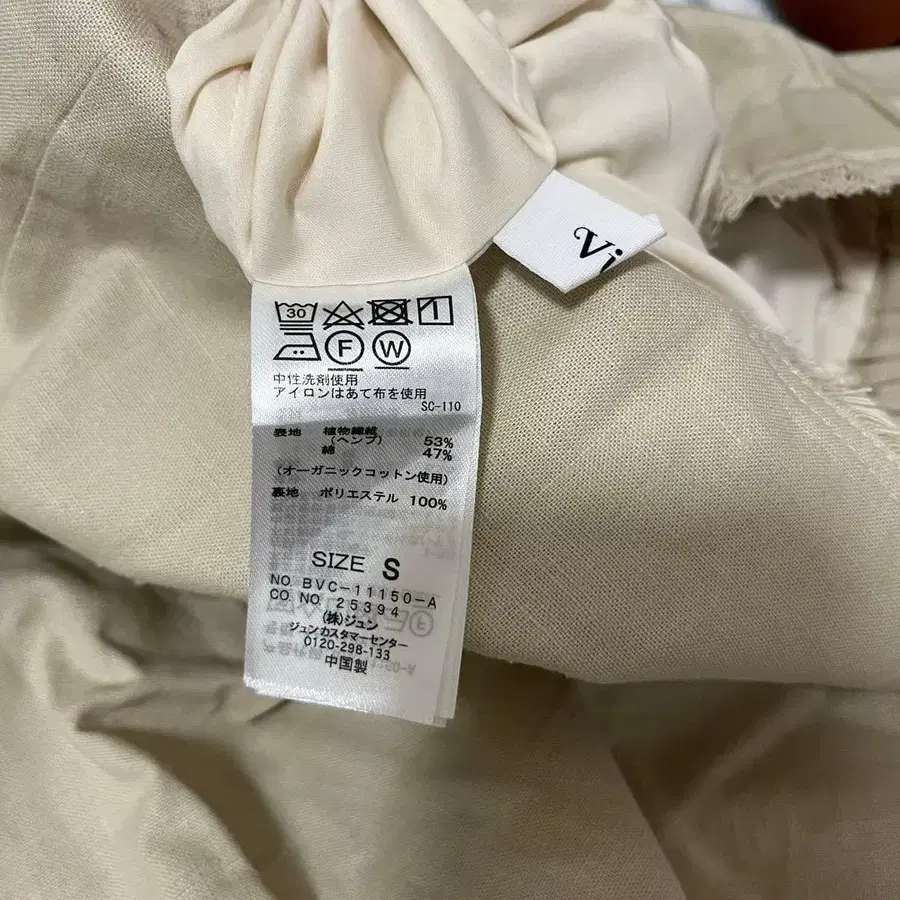 Vi
30
F W
中性洗剤使用
アイロンはあて布を使用
SC-110
表地 植物繊維 53%
(ヘンプ)
綿 47%
(オーガニックコットン使用)
裏地 ポリエステル 100%
SIZE S
NO. BVC-11150-A
CO. NO 25394
(株)ジュン
ジュンカスタマーセンター
0120-298-133
中国製